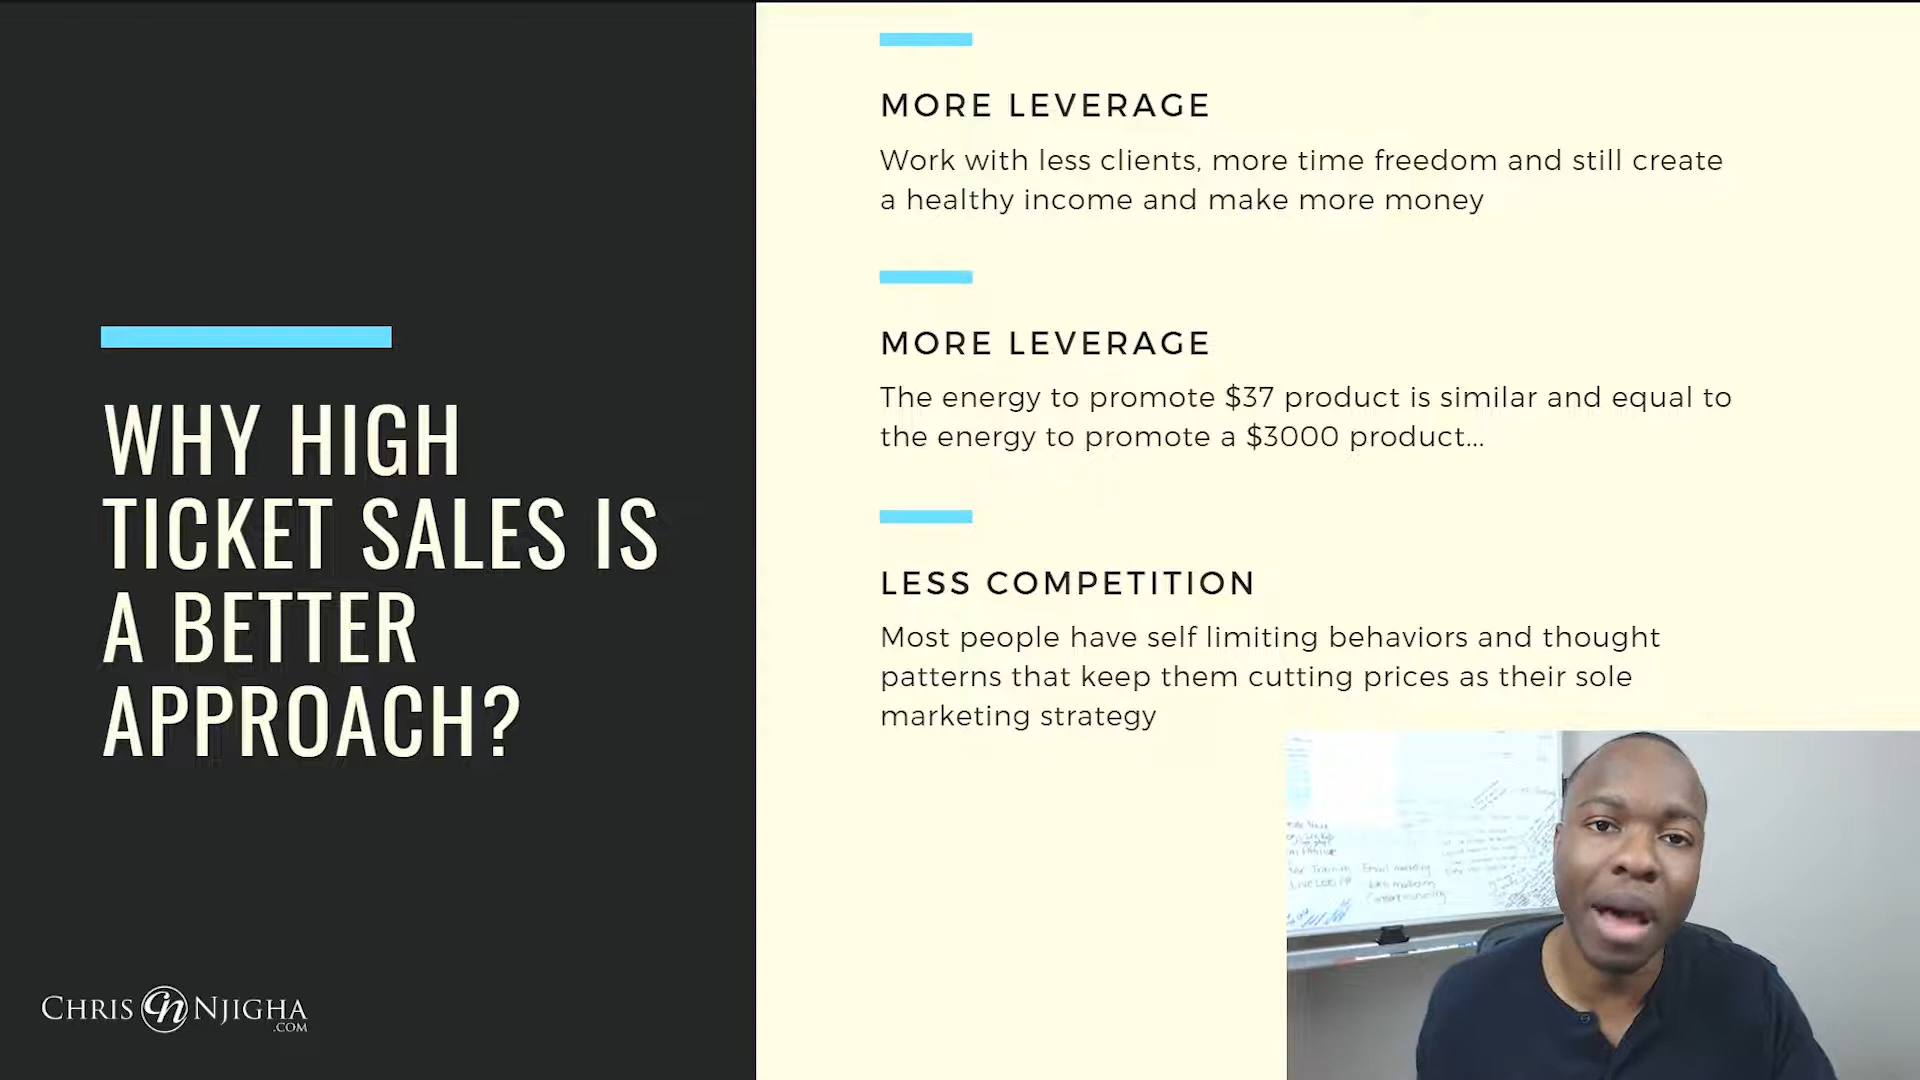 WHY HIGH
TICKET SALES IS
A BETTER
APPROACH?
CHRIS cn NJIGHA
.COM
MORE LEVERAGE
Work with less clients, more time freedom and still create
a healthy income and make more money
MORE LEVERAGE
The energy to promote $37 product is similar and equal to
the energy to promote a $3000 product...
LESS COMPETITION
Most people have self limiting behaviors and thought
patterns that keep them cutting prices as their sole
marketing strategy
Email marketing